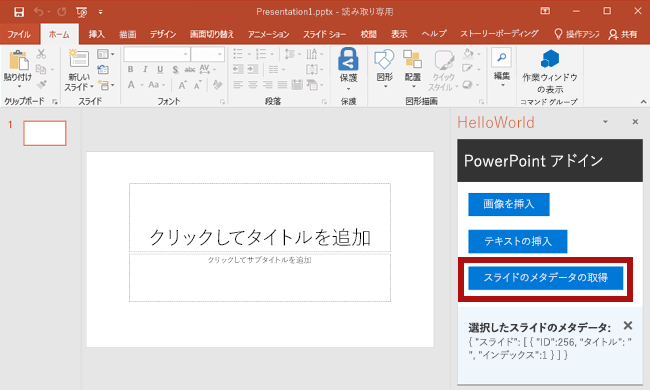 Presentation1.pptx - 読み取り専用
ファイル ホーム 挿入 描画 デザイン 画面切り替え アニメーション スライド ショー 校閲 表示 ヘルプ ストーリーボーディング 操作アシス 共有
貼り付け 新しいスライド 保護 図形 配置 クイックスタイル 編集 作業ウィンドウの表示
B I U S abc AV
A Aa A A
クリップボード スライド フォント 段落 保護 図形描画 コマンド グループ
1
クリックしてタイトルを追加
クリックしてサブタイトルを追加
HelloWorld
PowerPoint アドイン
画像を挿入
テキストの挿入
スライドのメタデータの取得
選択したスライドのメタデータ:
{ "スライド": [ { "ID":256, "タイトル": "
", "インデックス":1 } ] }